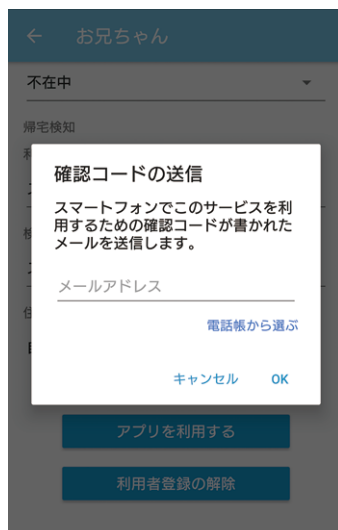 ← お兄ちゃん
不在中
帰宅検知
確認コードの送信
スマートフォンでこのサービスを利
用するための確認コードが書かれた
メールを送信します。
メールアドレス
電話帳から選ぶ
キャンセル OK
アプリを利用する
利用者登録の解除